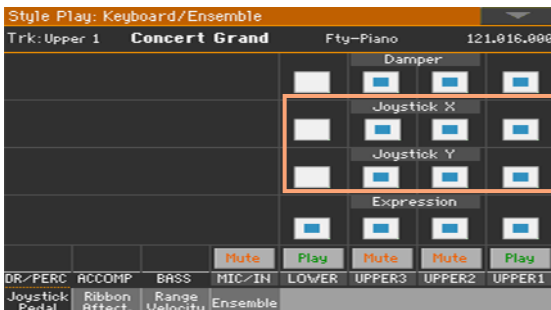 Style Play: Keyboard/Ensemble
Trk:Upper 1 Concert Grand Fty-Piano 121.016.000
Damper
Joystick X
Joystick Y
Expression
Mute Play Mute Mute Play
DR/PERC ACCOMP BASS MIC/IN LOWER UPPER3 UPPER2 UPPER1
Joystick Pedal Ribbon Affect. Range Velocity Ensemble